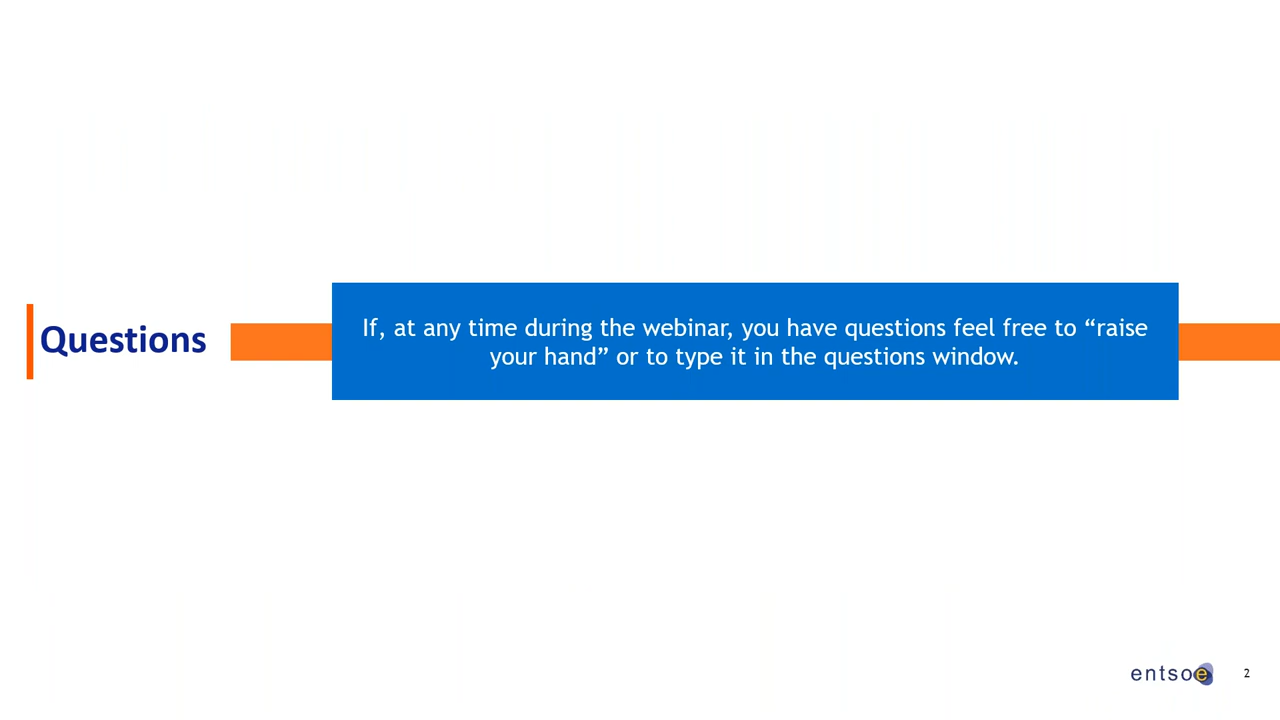 Questions
If, at any time during the webinar, you have questions feel free to “raise
your hand” or to type it in the questions window.
entsoe
2